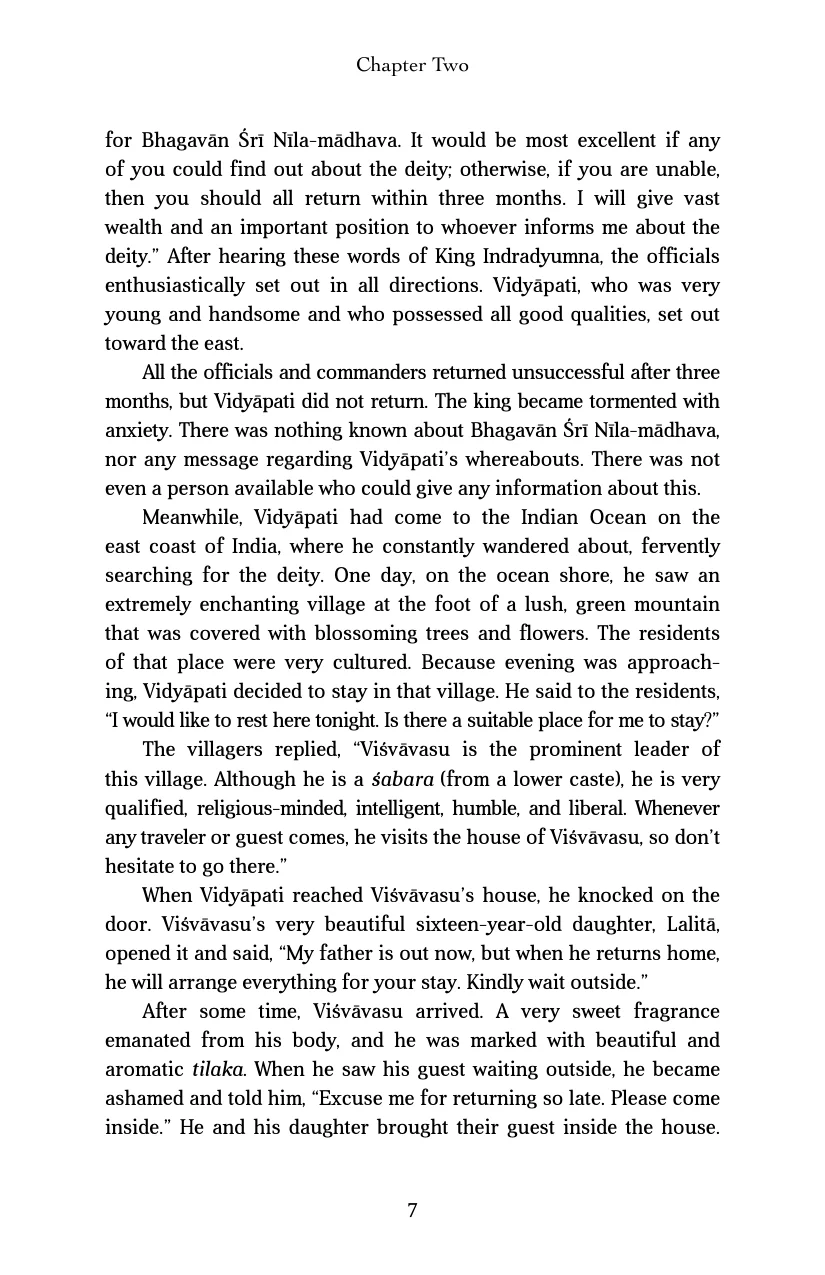 Chapter Two
for Bhagavān Śrī Nīla-mādhava. It would be most excellent if any
of you could find out about the deity; otherwise, if you are unable,
then you should all return within three months. I will give vast
wealth and an important position to whoever informs me about the
deity.” After hearing these words of King Indradyumna, the officials
enthusiastically set out in all directions. Vidyāpati, who was very
young and handsome and who possessed all good qualities, set out
toward the east.
All the officials and commanders returned unsuccessful after three
months, but Vidyāpati did not return. The king became tormented with
anxiety. There was nothing known about Bhagavān Śrī Nīla-mādhava,
nor any message regarding Vidyāpati’s whereabouts. There was not
even a person available who could give any information about this.
Meanwhile, Vidyāpati had come to the Indian Ocean on the
east coast of India, where he constantly wandered about, fervently
searching for the deity. One day, on the ocean shore, he saw an
extremely enchanting village at the foot of a lush, green mountain
that was covered with blossoming trees and flowers. The residents
of that place were very cultured. Because evening was approach-
ing, Vidyāpati decided to stay in that village. He said to the residents,
“I would like to rest here tonight. Is there a suitable place for me to stay?”
The villagers replied, “Viśvāvasu is the prominent leader of
this village. Although he is a śabara (from a lower caste), he is very
qualified, religious-minded, intelligent, humble, and liberal. Whenever
any traveler or guest comes, he visits the house of Viśvāvasu, so don’t
hesitate to go there.”
When Vidyāpati reached Viśvāvasu’s house, he knocked on the
door. Viśvāvasu’s very beautiful sixteen-year-old daughter, Lalitā,
opened it and said, “My father is out now, but when he returns home,
he will arrange everything for your stay. Kindly wait outside.”
After some time, Viśvāvasu arrived. A very sweet fragrance
emanated from his body, and he was marked with beautiful and
aromatic tilaka. When he saw his guest waiting outside, he became
ashamed and told him, “Excuse me for returning so late. Please come
inside.” He and his daughter brought their guest inside the house.
7